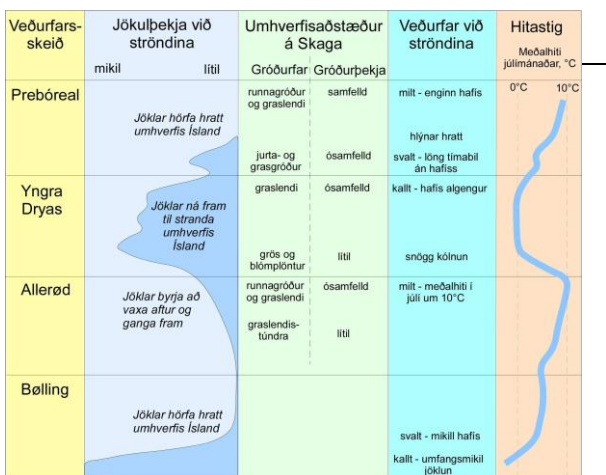 Veðurfars-
skeið
Jökulþekja við
ströndina
mikil lítil
Umhverfisaðstæður
á Skaga
Gróðurfar Gróðurþekja
Veðurfar við
ströndina
Hitastig
Meðalhiti
júlímánaðar, °C
0°C 10°C
Prebóreal
Jöklar hörfa hratt
umhverfis Ísland
runnagróður
og graslendi
samfelld
milt - enginn hafís
hlýnar hratt
jurta- og
grasgróður
ósamfelld
svalt - löng tímabil
án hafíss
Yngra
Dryas
Jöklar ná fram
til stranda
umhverfis
Ísland
graslendi
ósamfelld
kallt - hafís algengur
grös og
blómplöntur
lítil
snögg kólnun
Allerød
Jöklar byrja að
vaxa aftur og
ganga fram
runnagróður
og graslendi
ósamfelld
milt - meðalhiti í
júlí um 10°C
graslendis-
túndra
lítil
Bølling
Jöklar hörfa hratt
umhverfis Ísland
svalt - mikill hafís
kallt - umfangsmikil
jöklun